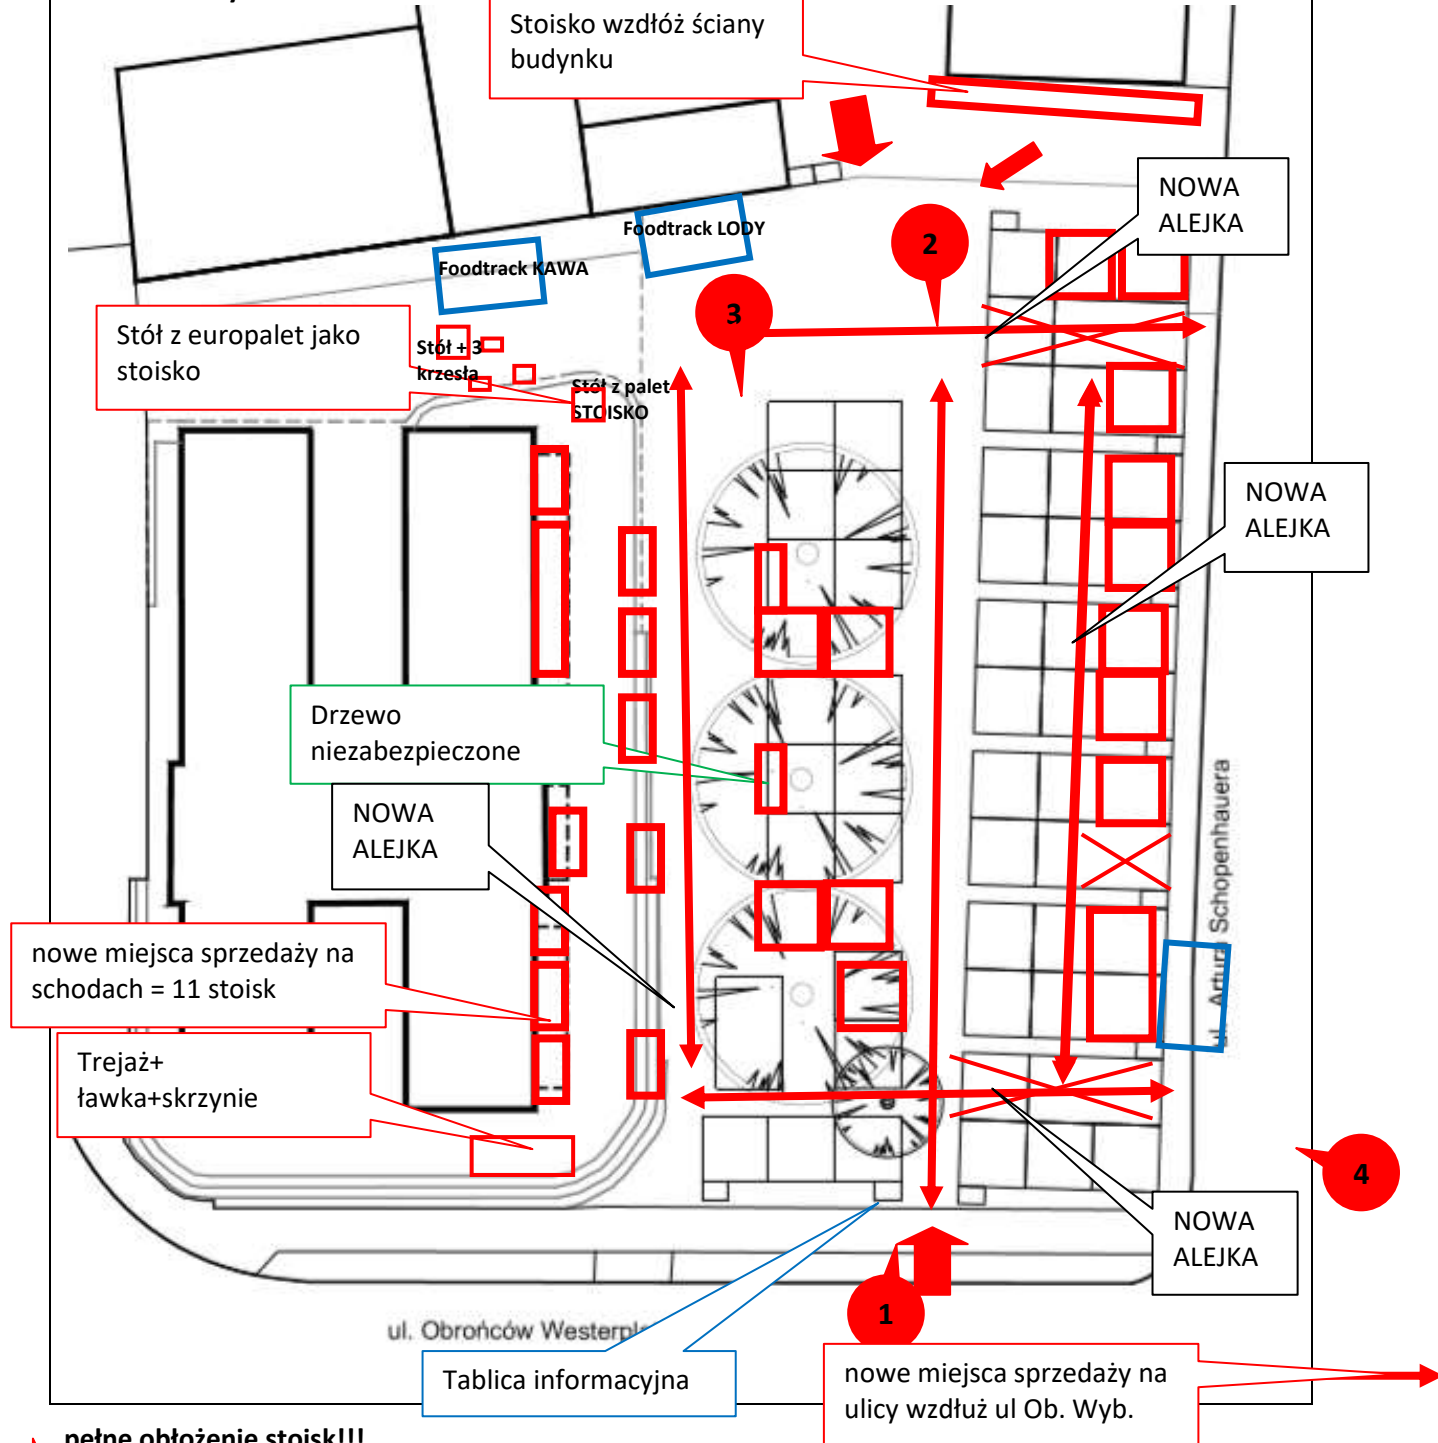 Stoisko wzdłóż ściany
budynku
NOWA
ALEJKA
2
Foodtrack LODY
Foodtrack KAWA
3
Stół z europalet jako
stoisko
Stół + 3
krzesła
Stół z palet
STOISKO
NOWA
ALEJKA
Drzewo
niezabezpieczone
NOWA
ALEJKA
ul. Artura Schopenhauera
nowe miejsca sprzedaży na
schodach = 11 stoisk
Trejaż+
ławka+skrzynie
4
NOWA
ALEJKA
1
ul. Obrońców
Tablica informacyjna
nowe miejsca sprzedaży na
ulicy wzdłuż ul Ob. Wyb.
pełne obłożenie stoisk!!!